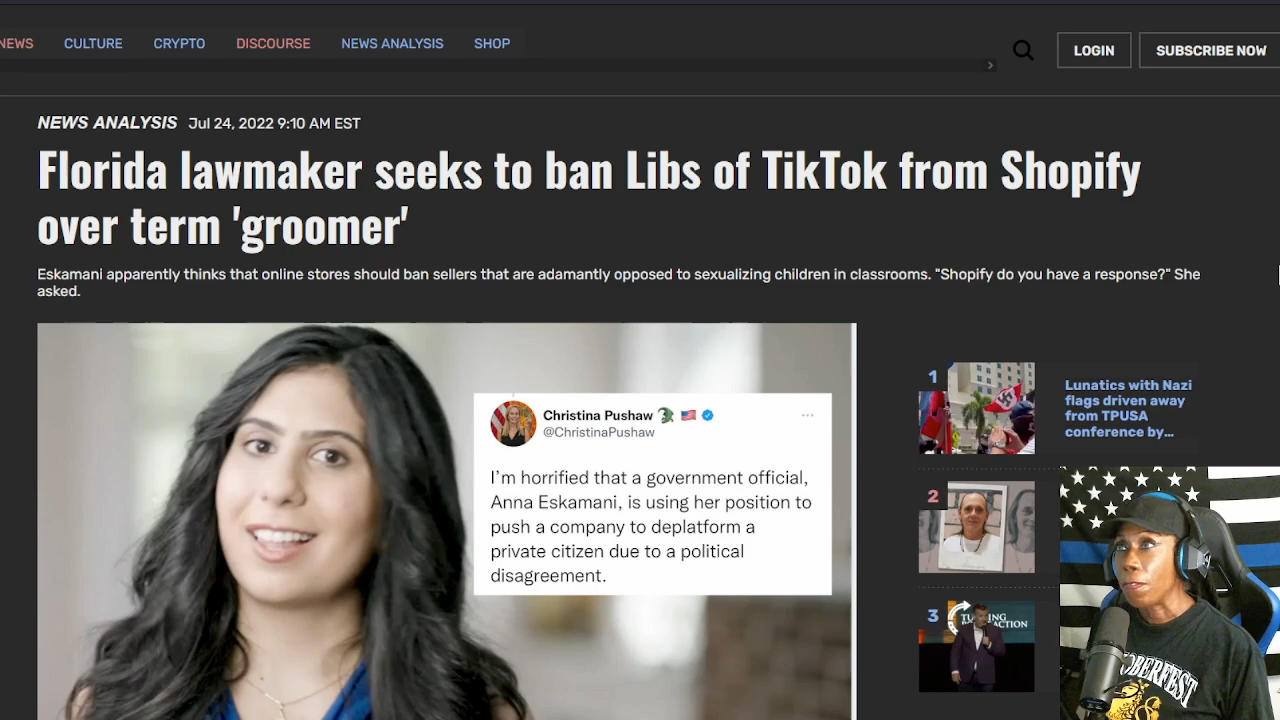 NEWS CULTURE CRYPTO DISCOURSE NEWS ANALYSIS SHOP
LOGIN
SUBSCRIBE NOW
NEWS ANALYSIS Jul 24, 2022 9:10 AM EST
Florida lawmaker seeks to ban Libs of TikTok from Shopify
over term 'groomer'
Eskamani apparently thinks that online stores should ban sellers that are adamantly opposed to sexualizing children in classrooms. "Shopify do you have a response?" She
asked.
Christina Pushaw
@ChristinaPushaw
I'm horrified that a government official,
Anna Eskamani, is using her position to
push a company to deplatform a
private citizen due to a political
disagreement.
1
Lunatics with Nazi
flags driven away
from TPUSA
conference by...
2
3